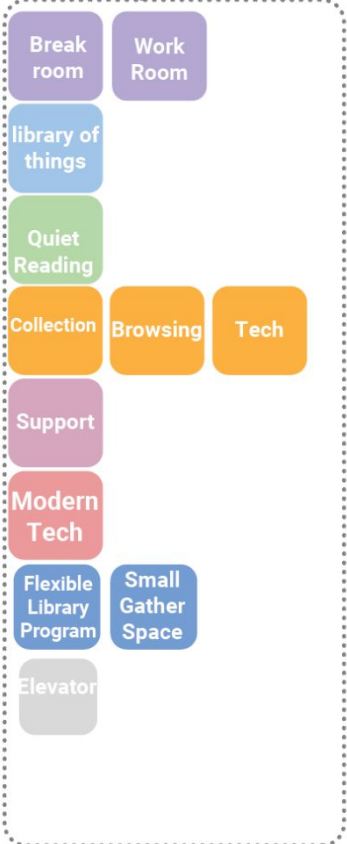 Break
room
Work
Room
library of
things
Quiet
Reading
Collection
Browsing
Tech
Support
Modern
Tech
Flexible
Library
Program
Small
Gather
Space
Elevator